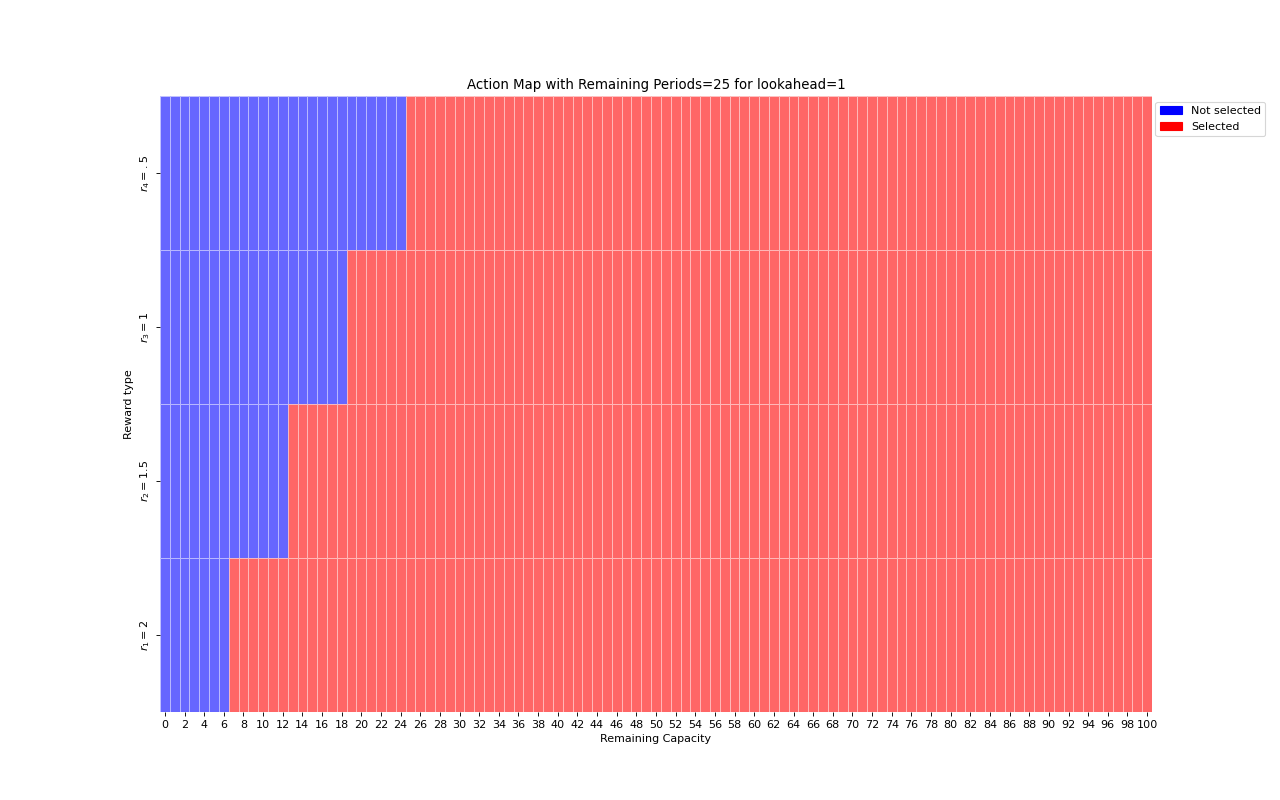 Action Map with Remaining Periods=25 for lookahead=1
Not selected
Selected
Reward type
r₄ = .5
r₃ = 1
r₂ = 1.5
r₁ = 2
0 2 4 6 8 10 12 14 16 18 20 22 24 26 28 30 32 34 36 38 40 42 44 46 48 50 52 54 56 58 60 62 64 66 68 70 72 74 76 78 80 82 84 86 88 90 92 94 96 98 100
Remaining Capacity